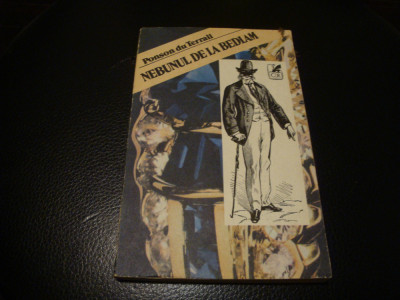 Ponson du Terrail
NEBUNUL DE LA BEDLAM